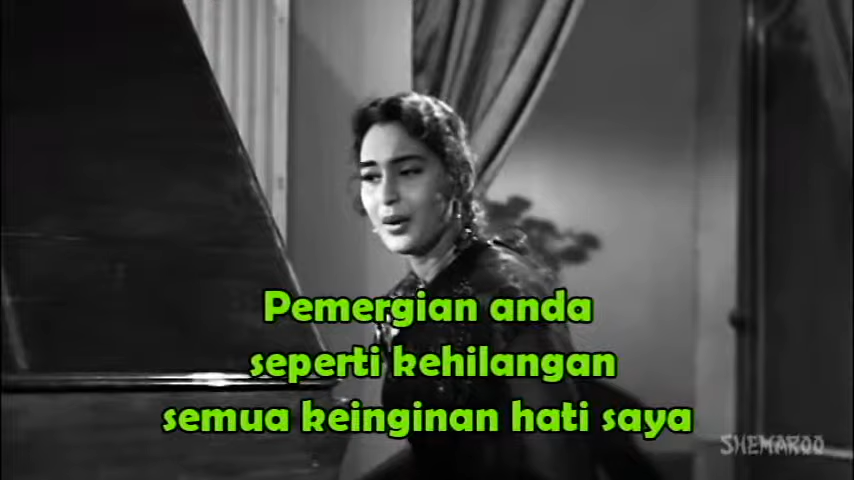 Pemergian anda
seperti kehilangan
semua keinginan hati saya
SHEMAROO